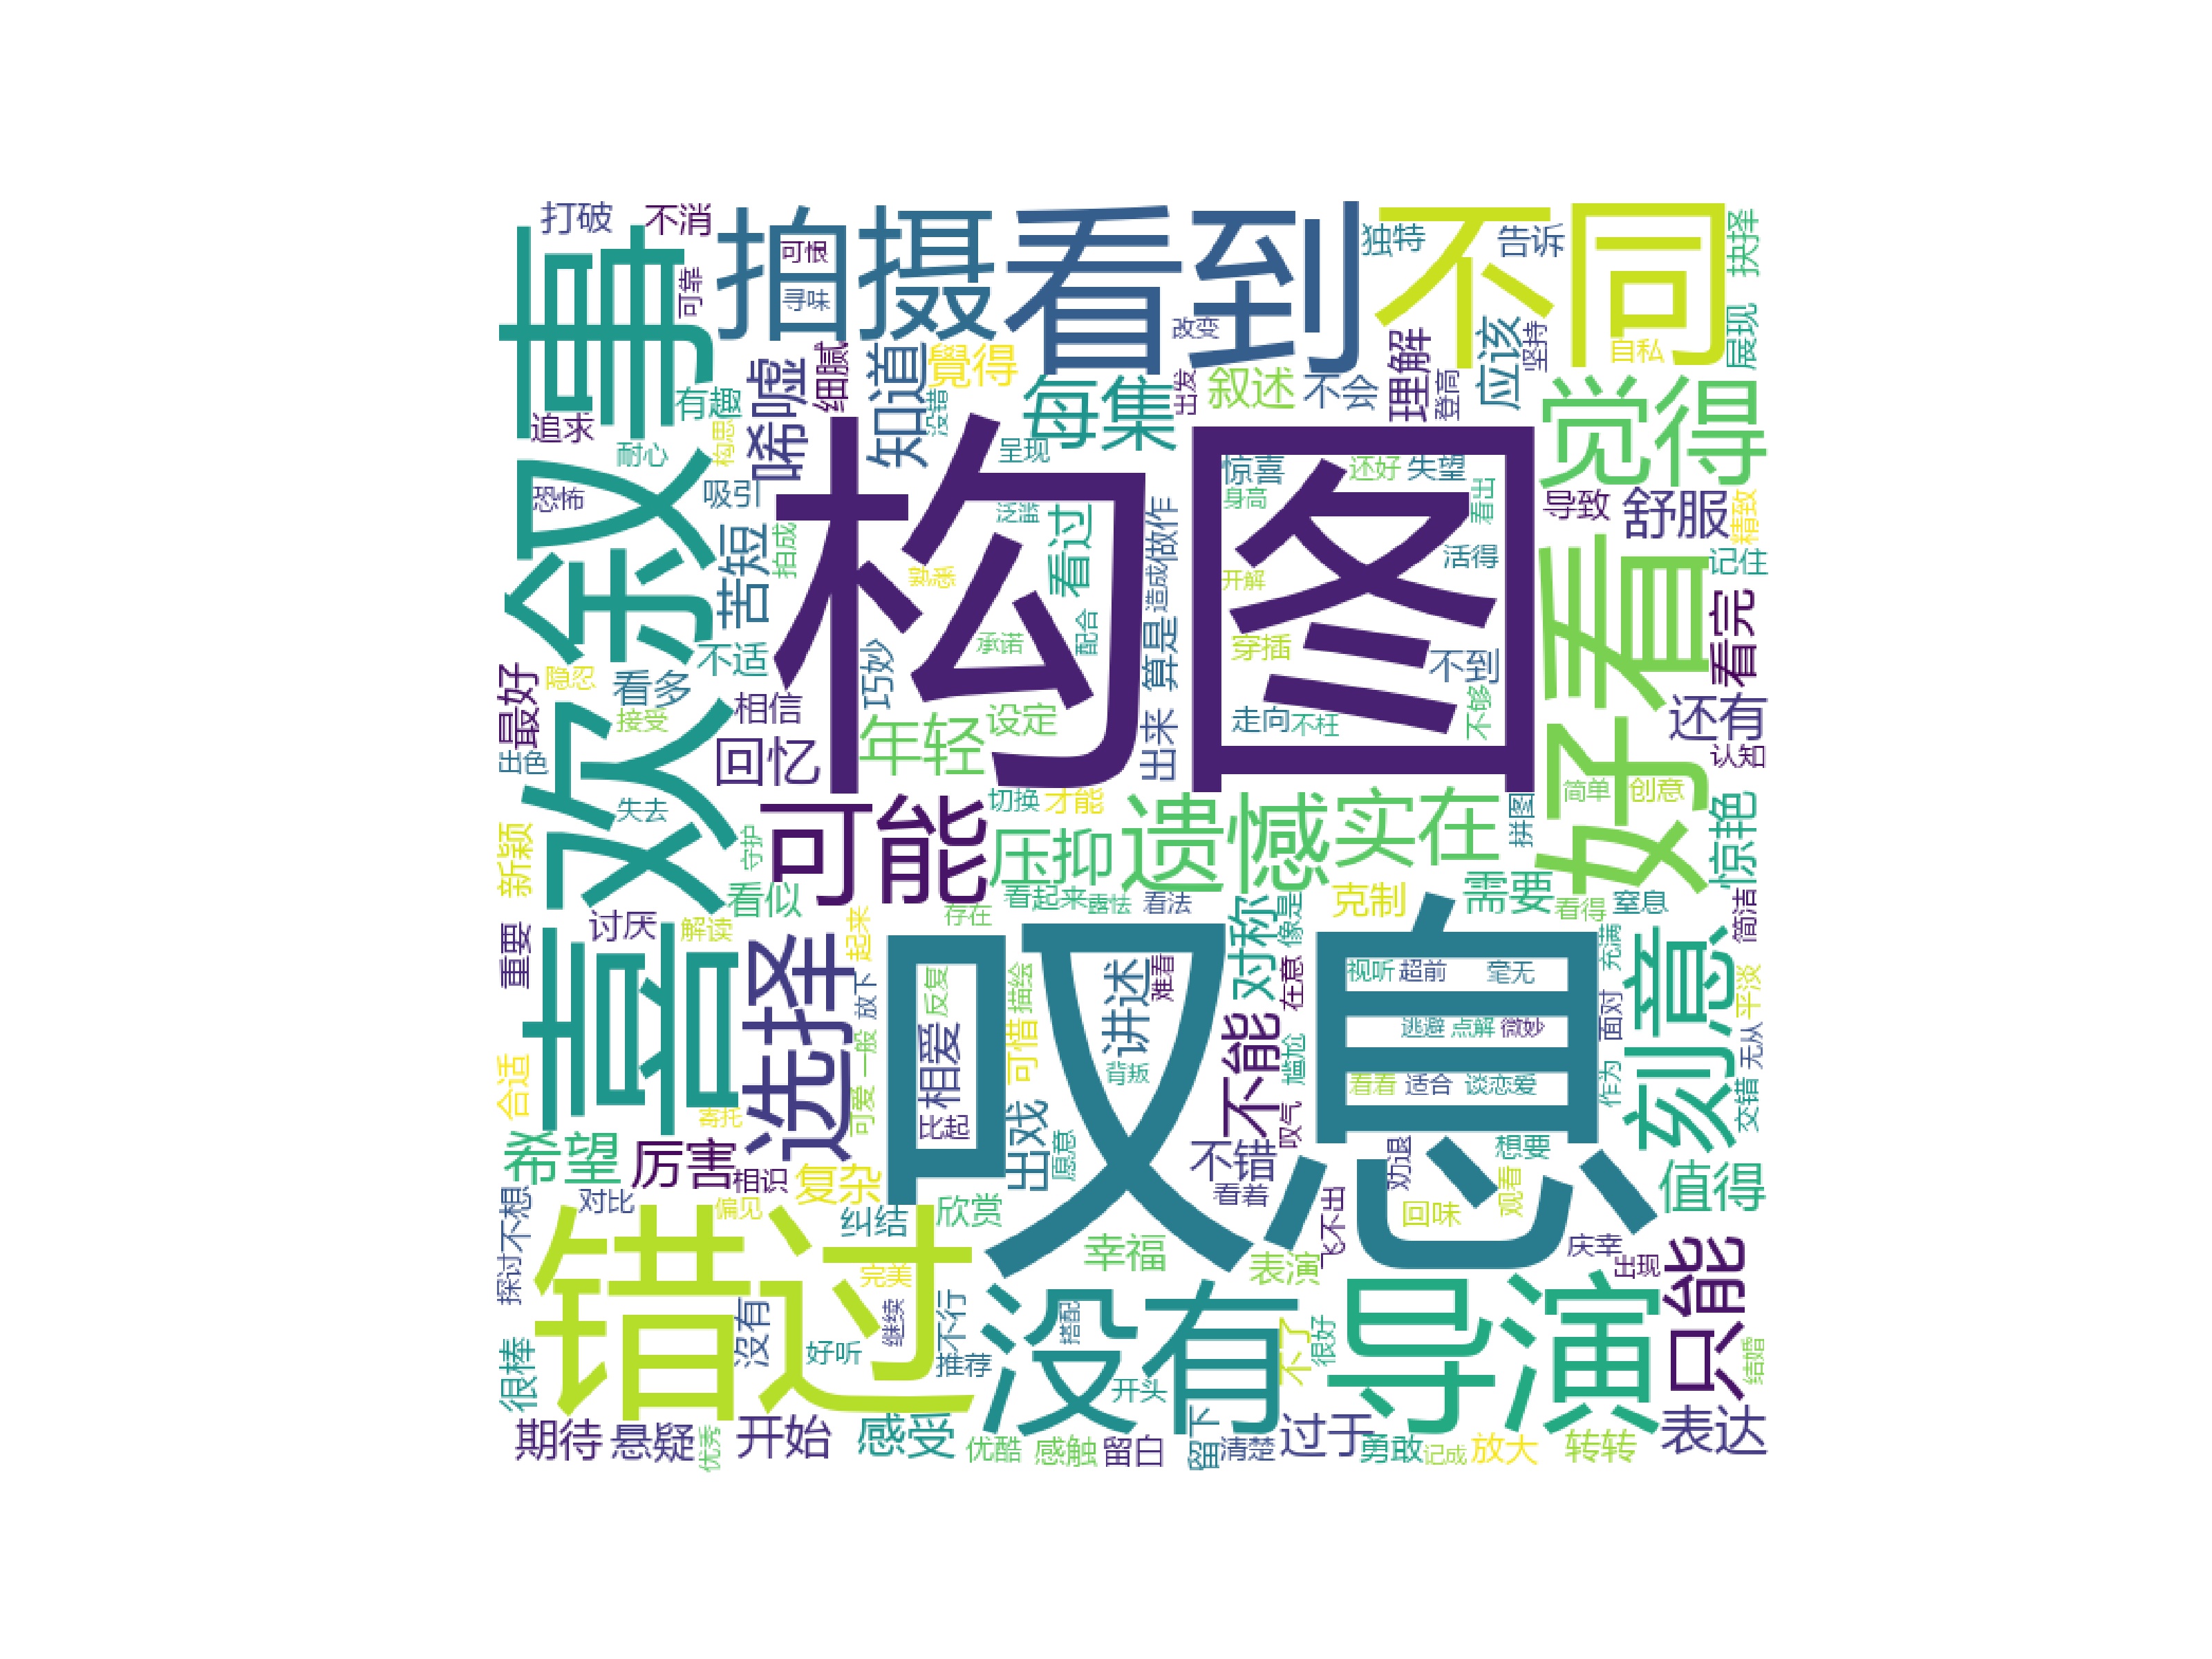 打破
不消
拍摄
可惜
寻味
看到
不同
独特
告诉
抉择
叙事
可靠
细腻
唏嘘
知道
覺得
没错
每集
改变
出发
叙述
不会
理解
登高
应该
坚持
自私
展现
有趣
追求
构思
耐心
恐怖
吸引
呈现
构图
惊喜
还好
失望
身高
看出
觉得
导致
舒服
精致
记住
苦短
拍成
熟悉
泛滥
看过
做作
造成
开解
活得
承诺
配合
算是
穿插
不到
好看
看完
喜欢
最好
隐忍
看多
接受
不适
相信
巧妙
回忆
年轻
设定
出来
走向
不枉
不够
还有
认知
出色
失去
可能
切换
才能
遗憾
实在
拼图
简单
创意
惊艳
新颖
守护
压抑
看似
看起来
露怯
看法
存在
对称
像是
克制
需要
看得
窒息
简洁
重要
讨厌
解读
选择
起来
放下
反复
描绘
叹息
讲述
难看
在意
视听
超前
毫无
充满
刻意
平淡
面对
无从
逃避
点解
微妙
合适
寄托
可爱
一般
相爱
可惜
背叛
不能
尴尬
看看
适合
谈恋爱
作为
交错
希望
厉害
相识
比起
出戏
愿意
不错
叹气
看着
劝退
想要
观看
值得
不想
探讨
对比
偏见
复杂
纠结
欣赏
回味
飞不出
庆幸
出现
错过
完美
幸福
表演
只能
沒有
继续
不行
没有
搭配
导演
很棒
好听
推荐
开头
不了
很好
结婚
期待
悬疑
优秀
开始
感受
优酷
感触
留白
留下
清楚
过于
勇敢
记成
放大
转转
表达